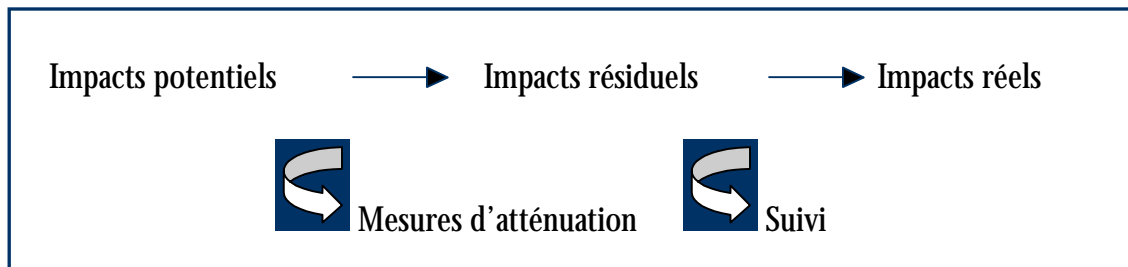 Impacts potentiels Impacts résiduels Impacts réels
Mesures d’atténuation Suivi